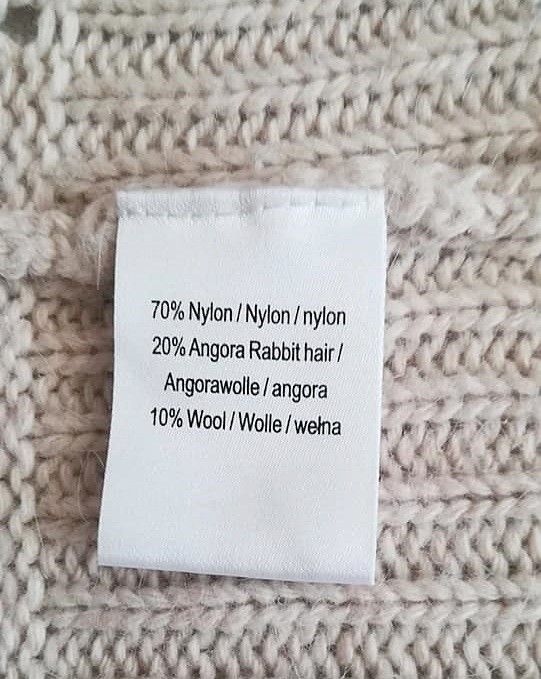 70% Nylon / Nylon / nylon
20% Angora Rabbit hair /
Angorawolle / angora
10% Wool / Wolle / wełna